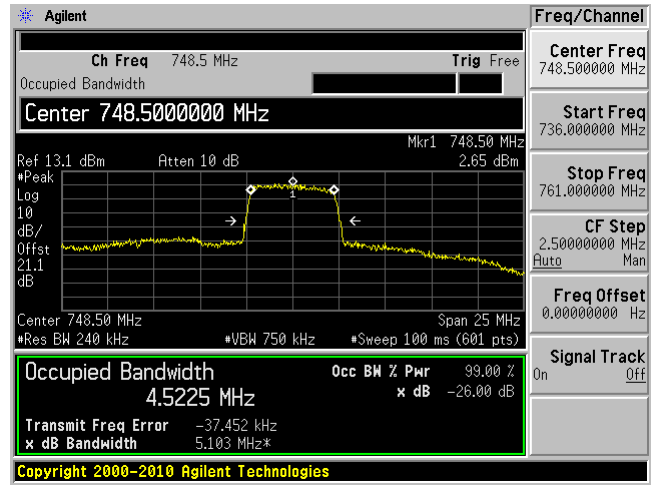 Agilent
Freq/Channel
Ch Freq 748.5 MHz Trig Free
Occupied Bandwidth
Center 748.5000000 MHz
Mkr1 748.50 MHz
Ref 13.1 dBm Atten 10 dB 2.65 dBm
#Peak
Log
10
dB/
Offst
21.1
dB
1
Center 748.50 MHz Span 25 MHz
#Res BW 240 kHz #VBW 750 kHz #Sweep 100 ms (601 pts)
Occupied Bandwidth Occ BW % Pwr 99.00 %
4.5225 MHz x dB -26.00 dB
Transmit Freq Error -37.452 kHz
x dB Bandwidth 5.103 MHz*
Copyright 2000-2010 Agilent Technologies
Center Freq
748.500000 MHz
Start Freq
736.000000 MHz
Stop Freq
761.000000 MHz
CF Step
2.50000000 MHz
Auto Man
Freq Offset
0.00000000 Hz
Signal Track
On Off